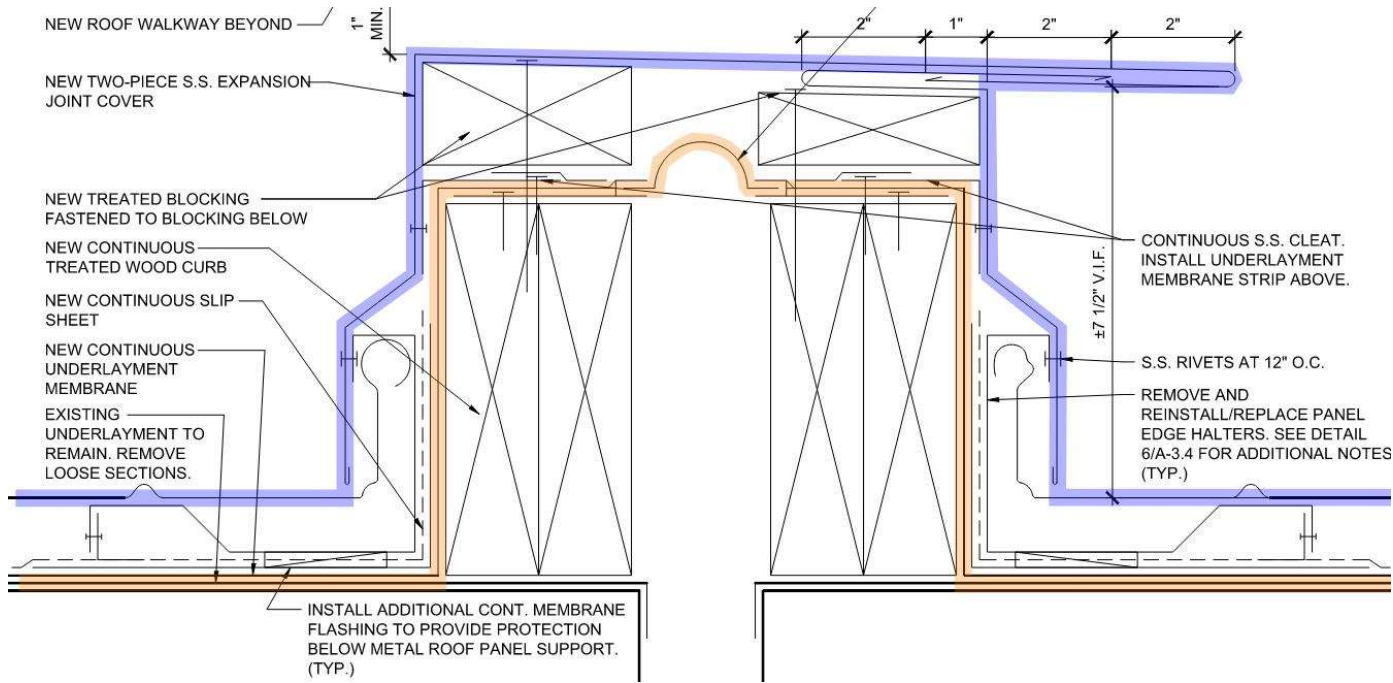 NEW ROOF WALKWAY BEYOND
1" MIN.
2"
1"
2"
2"
NEW TWO-PIECE S.S. EXPANSION
JOINT COVER
NEW TREATED BLOCKING
FASTENED TO BLOCKING BELOW
NEW CONTINUOUS
TREATED WOOD CURB
NEW CONTINUOUS SLIP
SHEET
NEW CONTINUOUS
UNDERLAYMENT
MEMBRANE
EXISTING
UNDERLAYMENT TO
REMAIN. REMOVE
LOOSE SECTIONS.
INSTALL ADDITIONAL CONT. MEMBRANE
FLASHING TO PROVIDE PROTECTION
BELOW METAL ROOF PANEL SUPPORT.
(TYP.)
±7 1/2" V.I.F.
CONTINUOUS S.S. CLEAT.
INSTALL UNDERLAYMENT
MEMBRANE STRIP ABOVE.
S.S. RIVETS AT 12" O.C.
REMOVE AND
REINSTALL/REPLACE PANEL
EDGE HALTERS. SEE DETAIL
6/A-3.4 FOR ADDITIONAL NOTES
(TYP.)